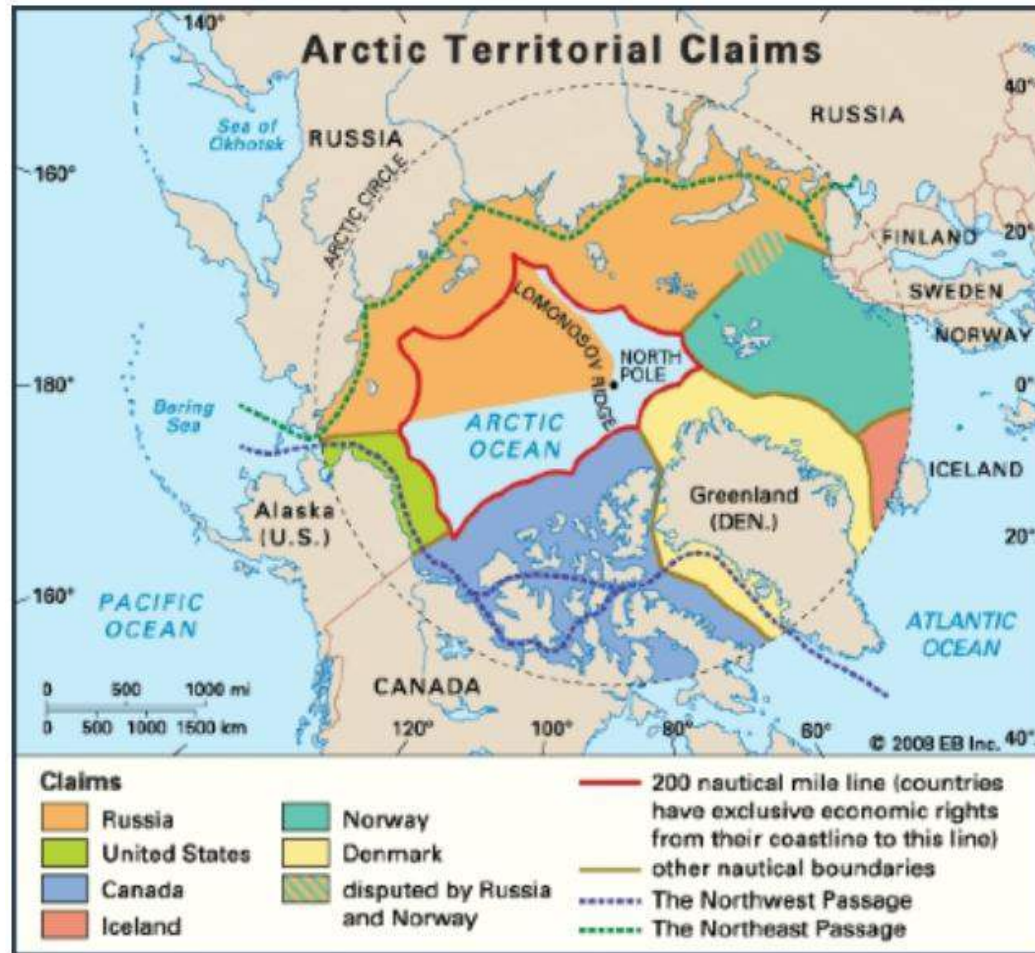 Arctic Territorial Claims
140°
40°
Sea of
Okhotsk
RUSSIA
RUSSIA
160°
ARCTIC CIRCLE
20°
FINLAND
SWEDEN
LOMONOSOV RIDGE
NORWAY
NORTH
POLE
180°
0°
Bering
Sea
ARCTIC
OCEAN
ICELAND
Greenland
(DEN.)
Alaska
(U.S.)
20°
160°
PACIFIC
OCEAN
ATLANTIC
OCEAN
CANADA
0 500 1000 mi
0 500 1000 1500 km
120°
100°
80°
60°
40°
© 2008 EB Inc.
Claims
Russia
United States
Canada
Iceland
Norway
Denmark
disputed by Russia
and Norway
200 nautical mile line (countries
have exclusive economic rights
from their coastline to this line)
other nautical boundaries
The Northwest Passage
The Northeast Passage